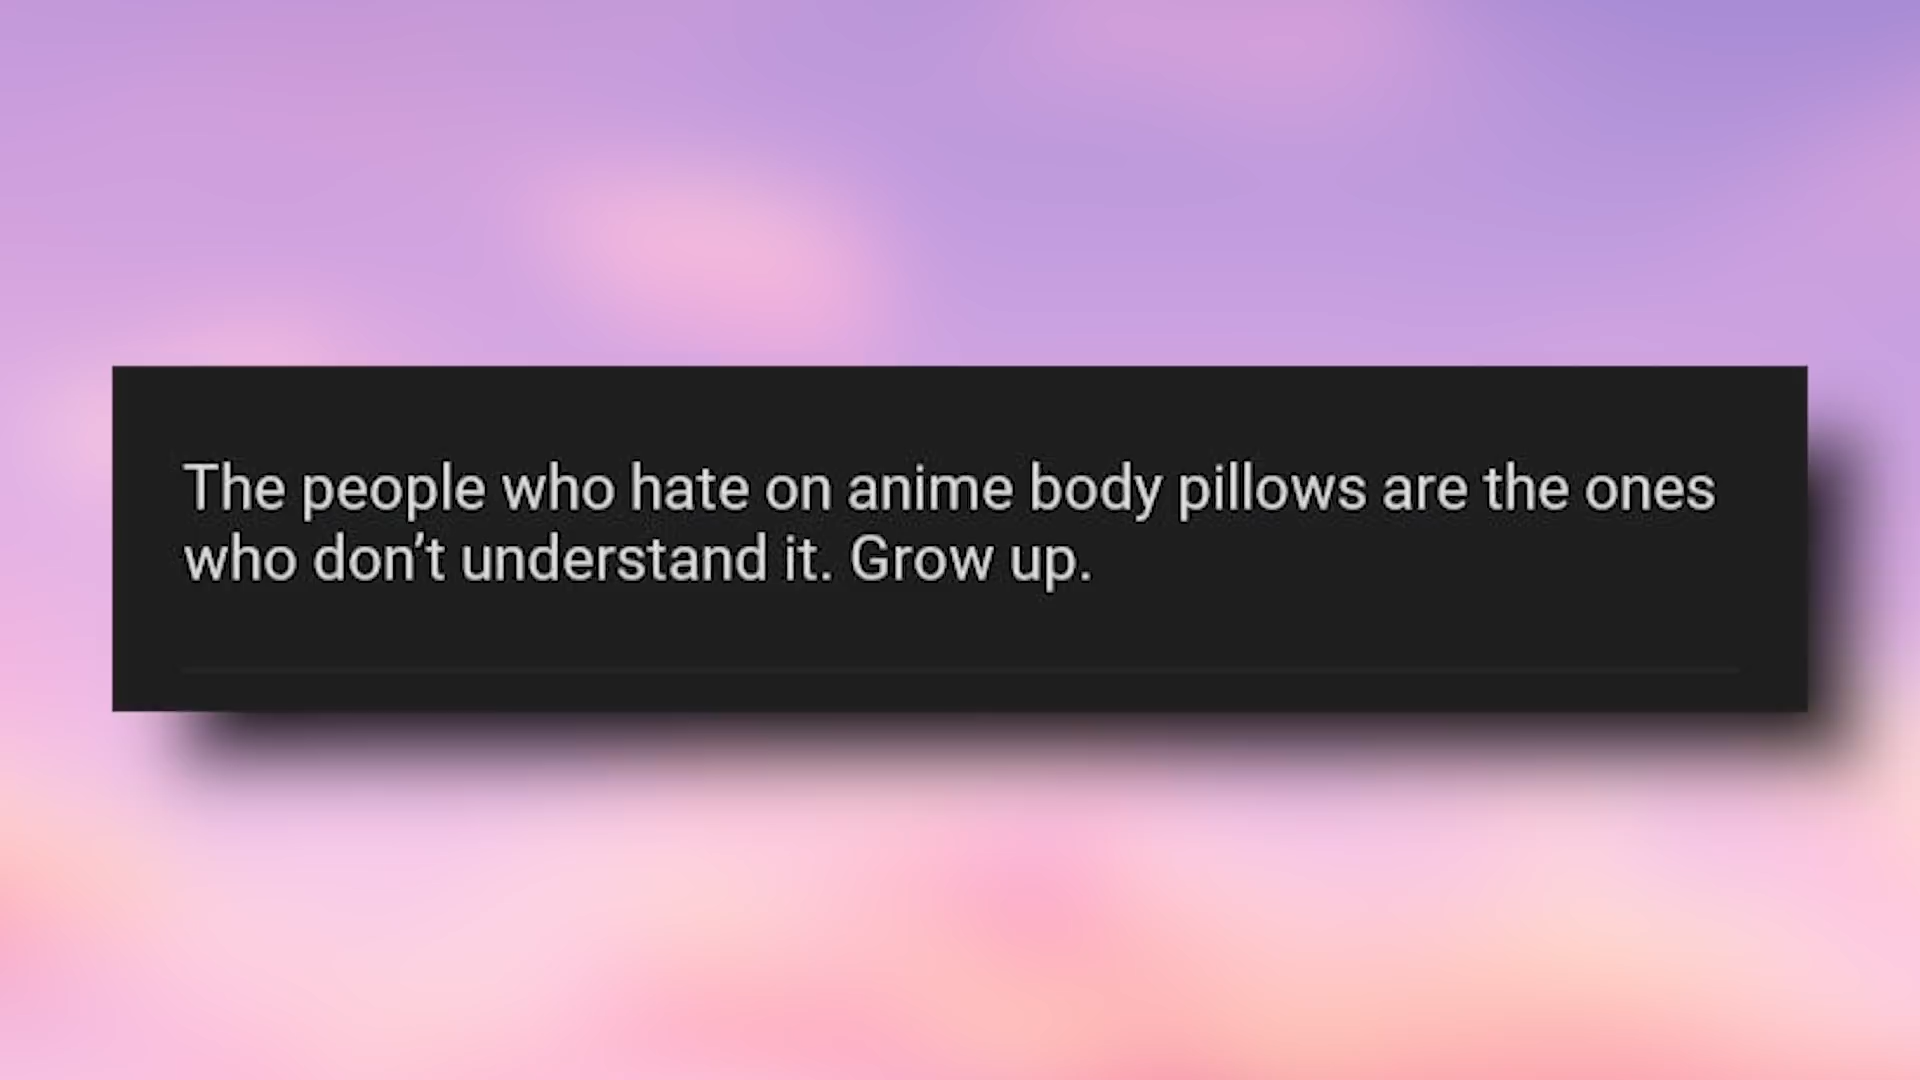 The people who hate on anime body pillows are the ones
who don’t understand it. Grow up.